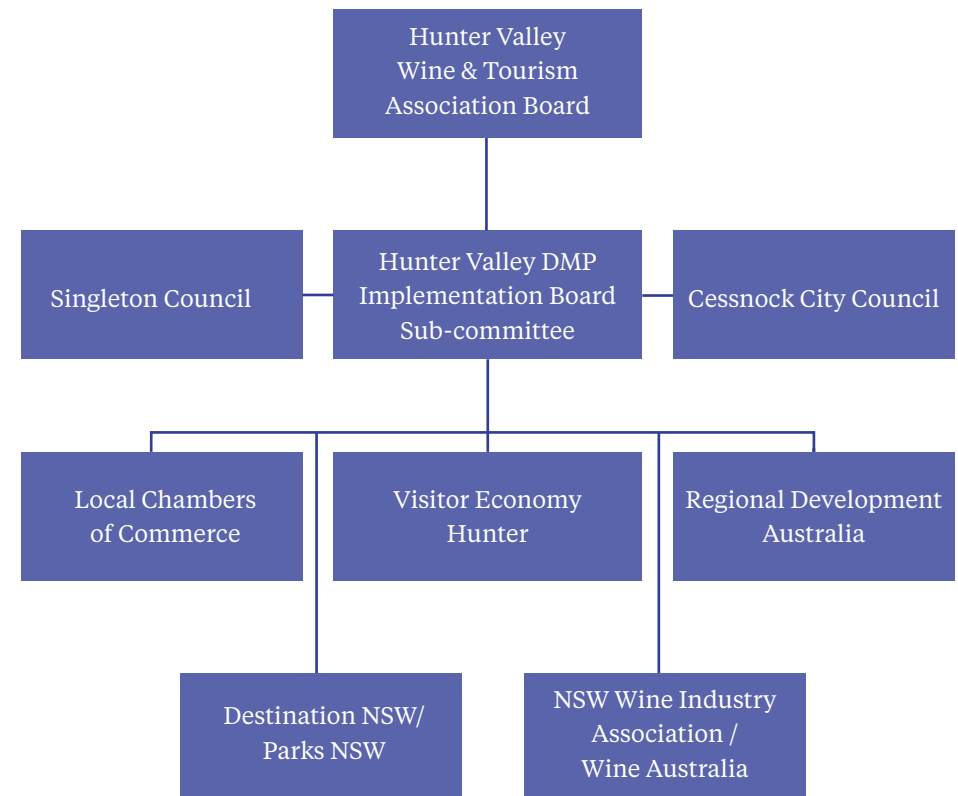 Hunter Valley
Wine & Tourism
Association Board
Singleton Council
Hunter Valley DMP
Implementation Board
Sub-committee
Cessnock City Council
Local Chambers
of Commerce
Visitor Economy
Hunter
Regional Development
Australia
Destination NSW/
Parks NSW
NSW Wine Industry
Association /
Wine Australia